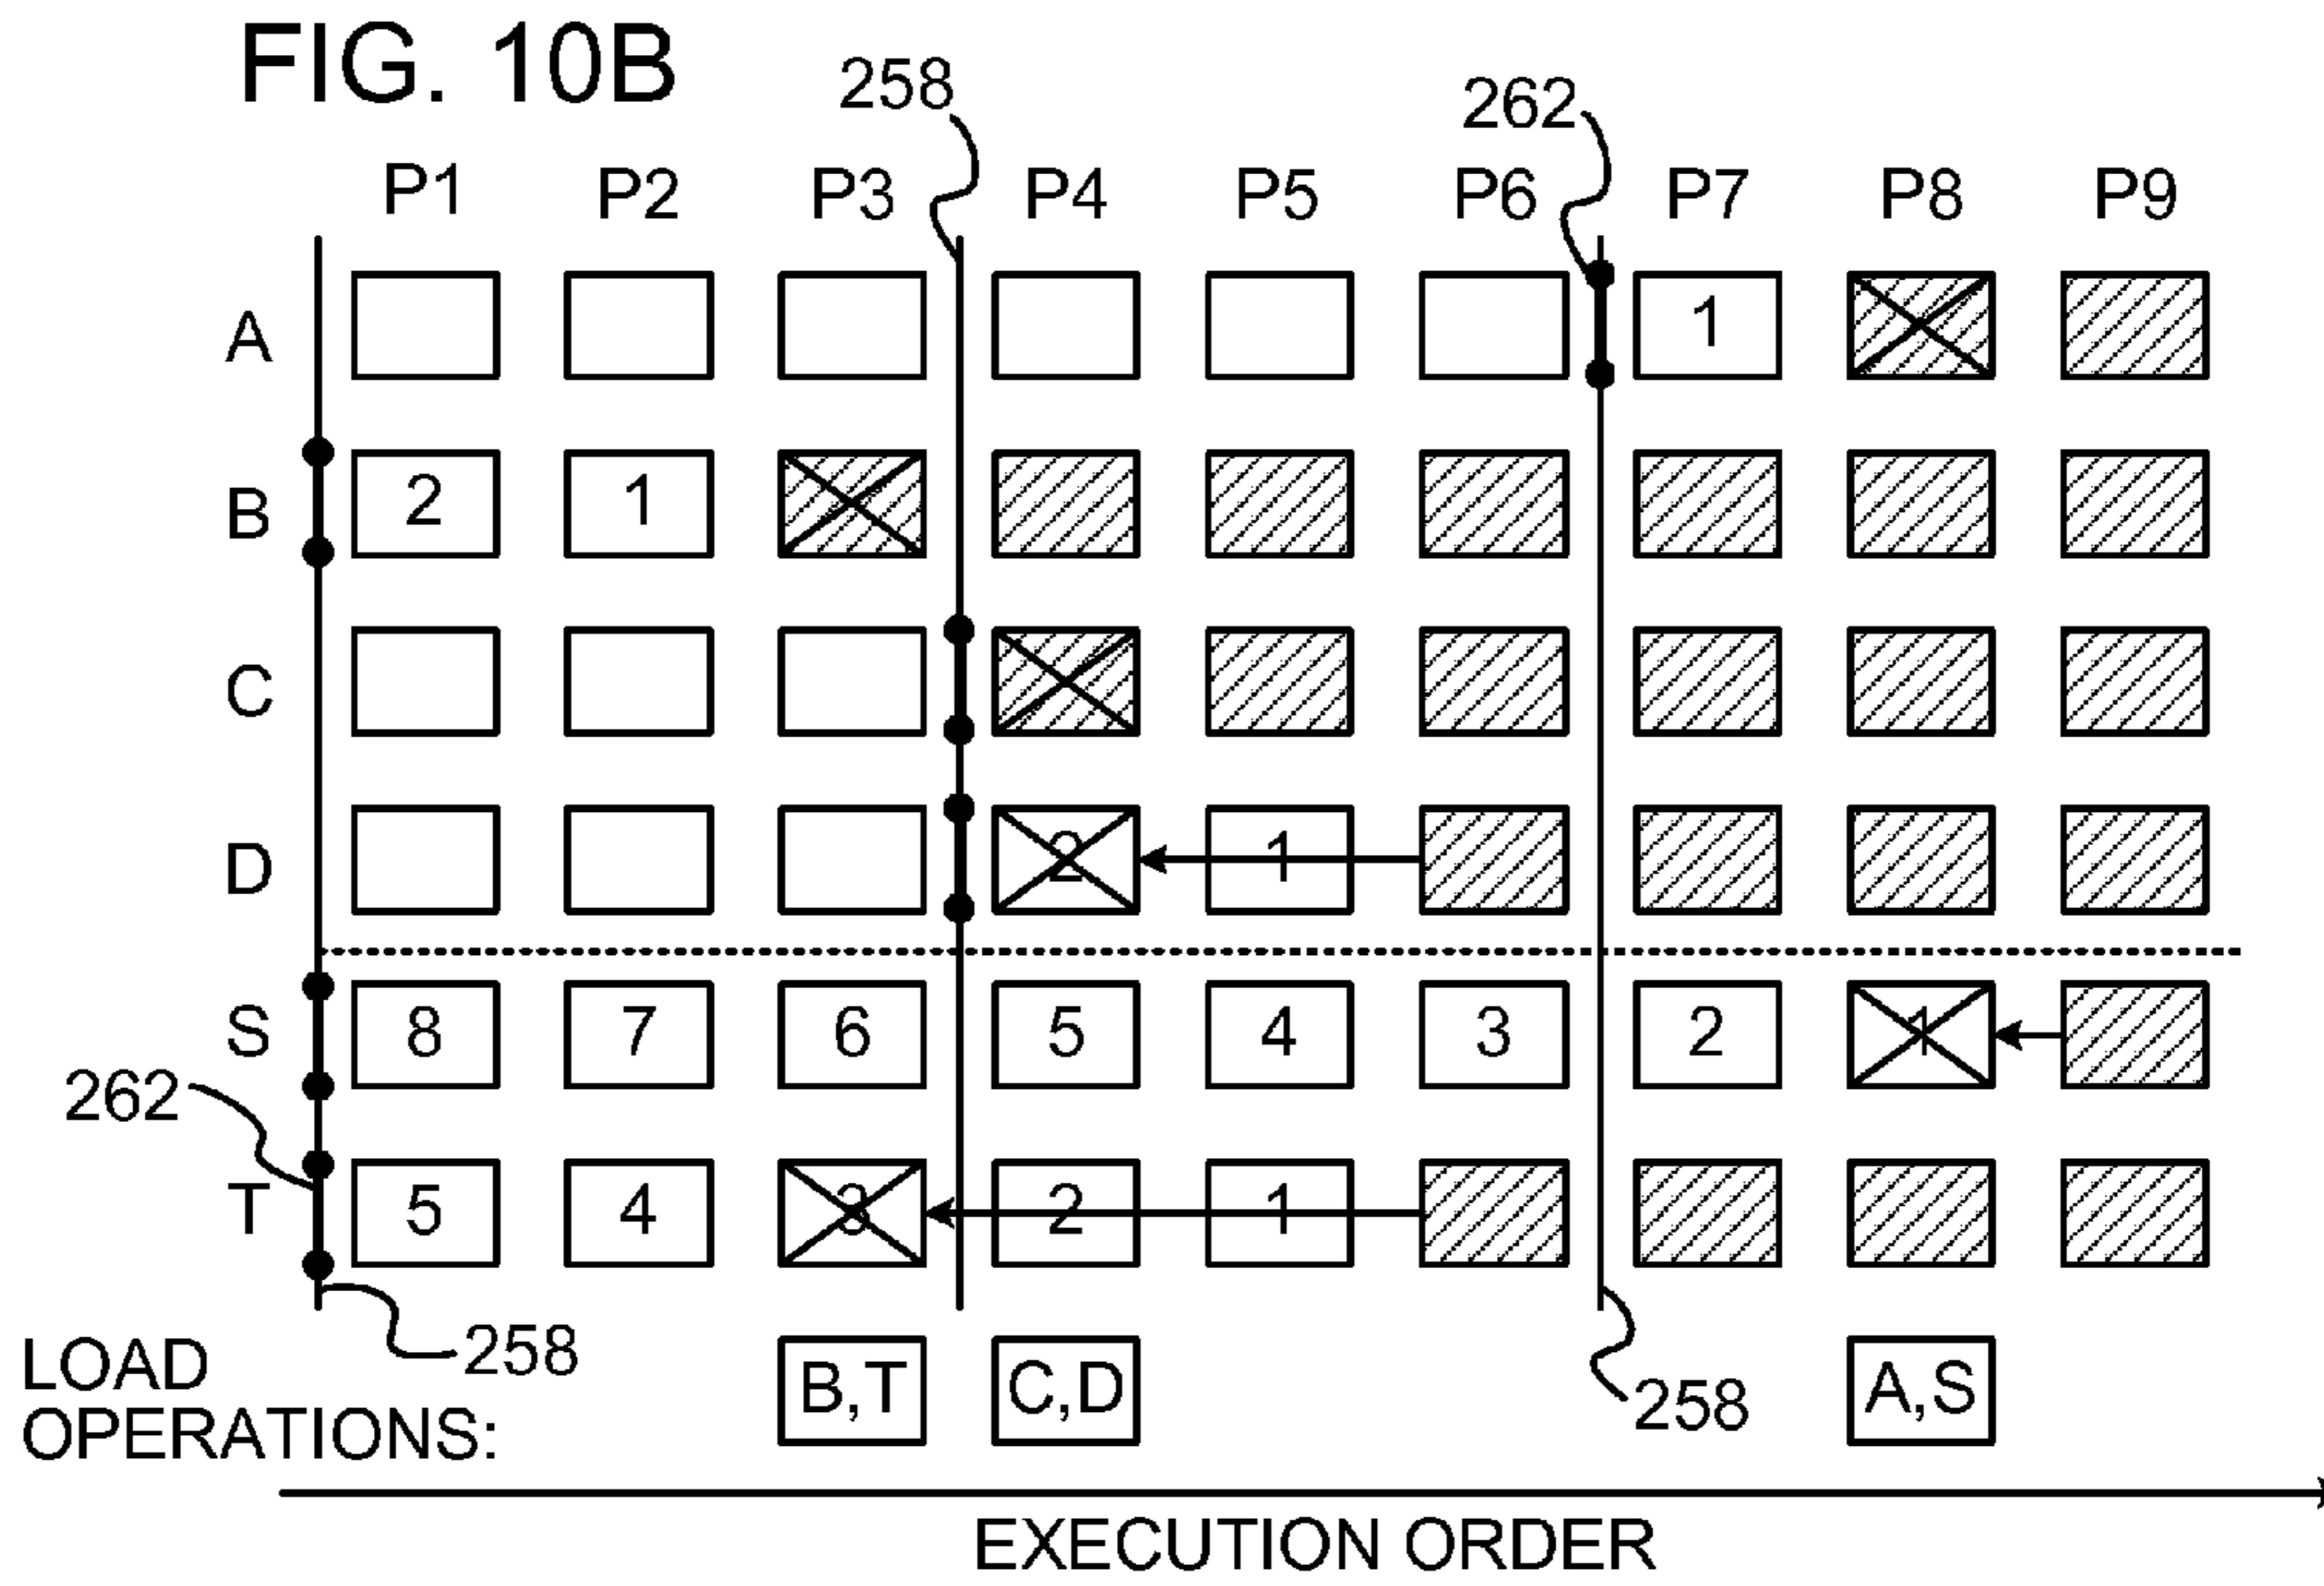 FIG. 10B
258
262
P1 P2 P3 P4 P5 P6 P7 P8 P9
A 1
B 2 1
C
D 2 1
S 8 7 6 5 4 3 2 1
T 5 4 3 2 1
262
258
258
LOAD
OPERATIONS:
B,T C,D A,S
EXECUTION ORDER